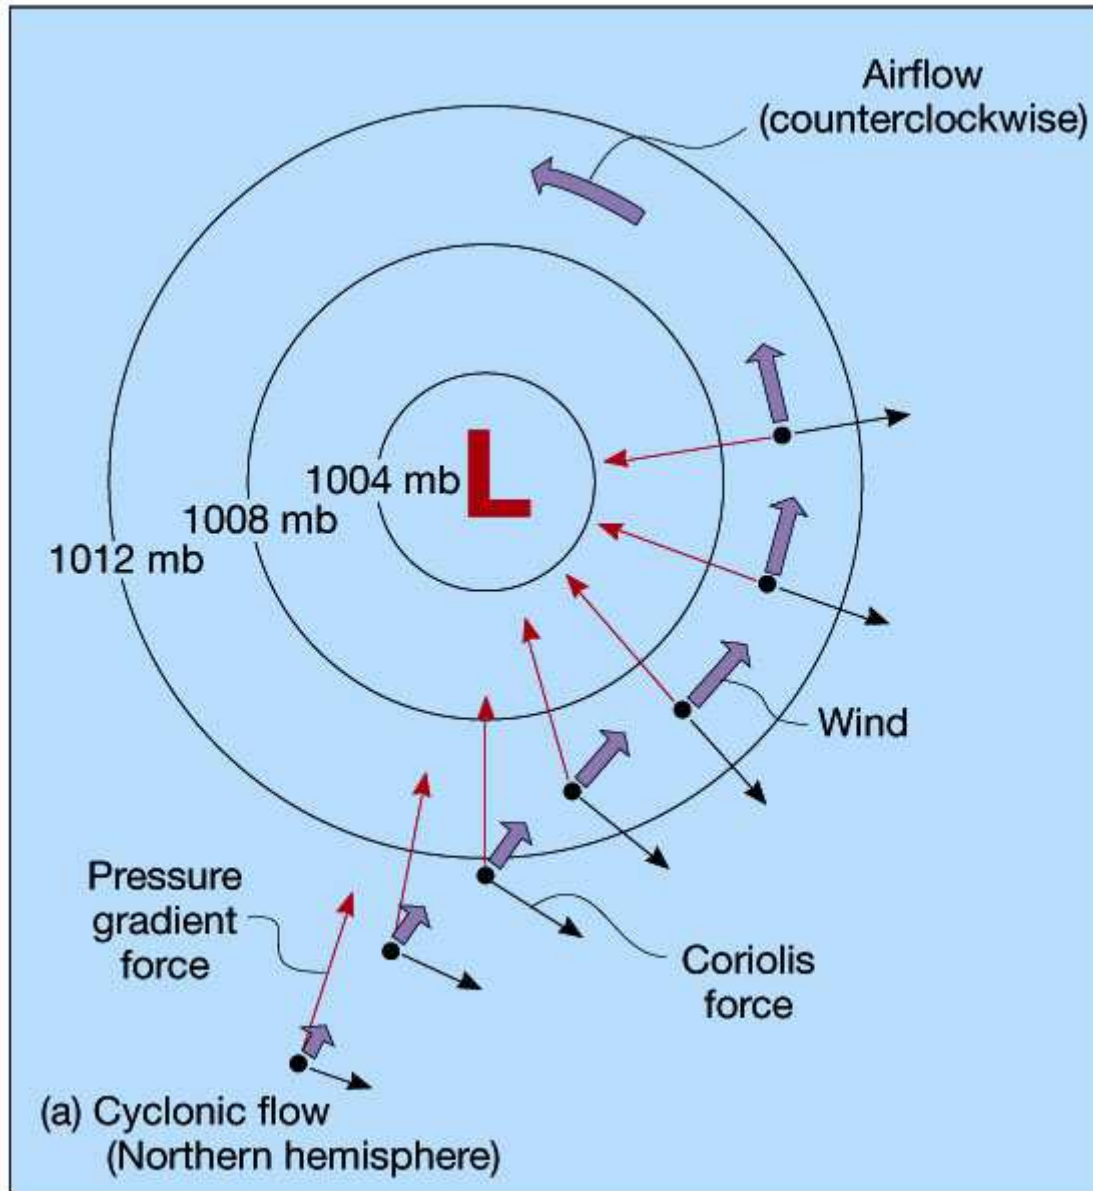 Airflow
(counterclockwise)
L
1004 mb
1008 mb
1012 mb
Wind
Pressure
gradient
force
Coriolis
force
(a) Cyclonic flow
(Northern hemisphere)